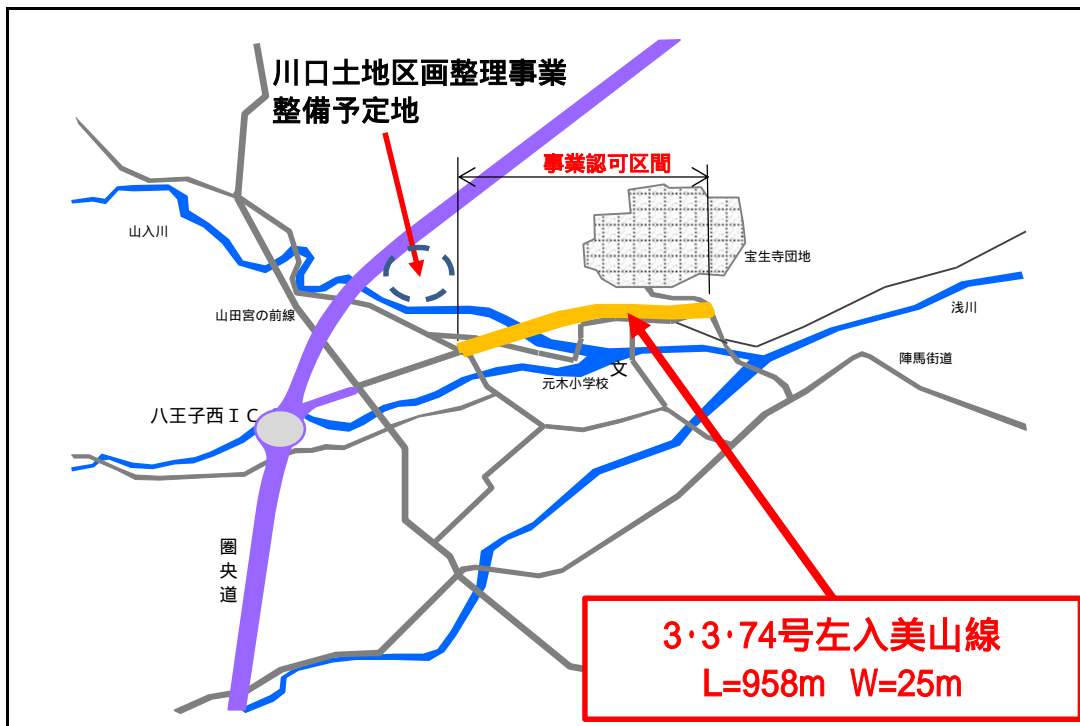 川口土地区画整理事業
整備予定地
事業認可区間
山入川
宝生寺団地
山田宮の前線
浅川
陣馬街道
文
元木小学校
八王子西ＩＣ
圏央道
3・3・74号左入美山線
L=958m W=25m